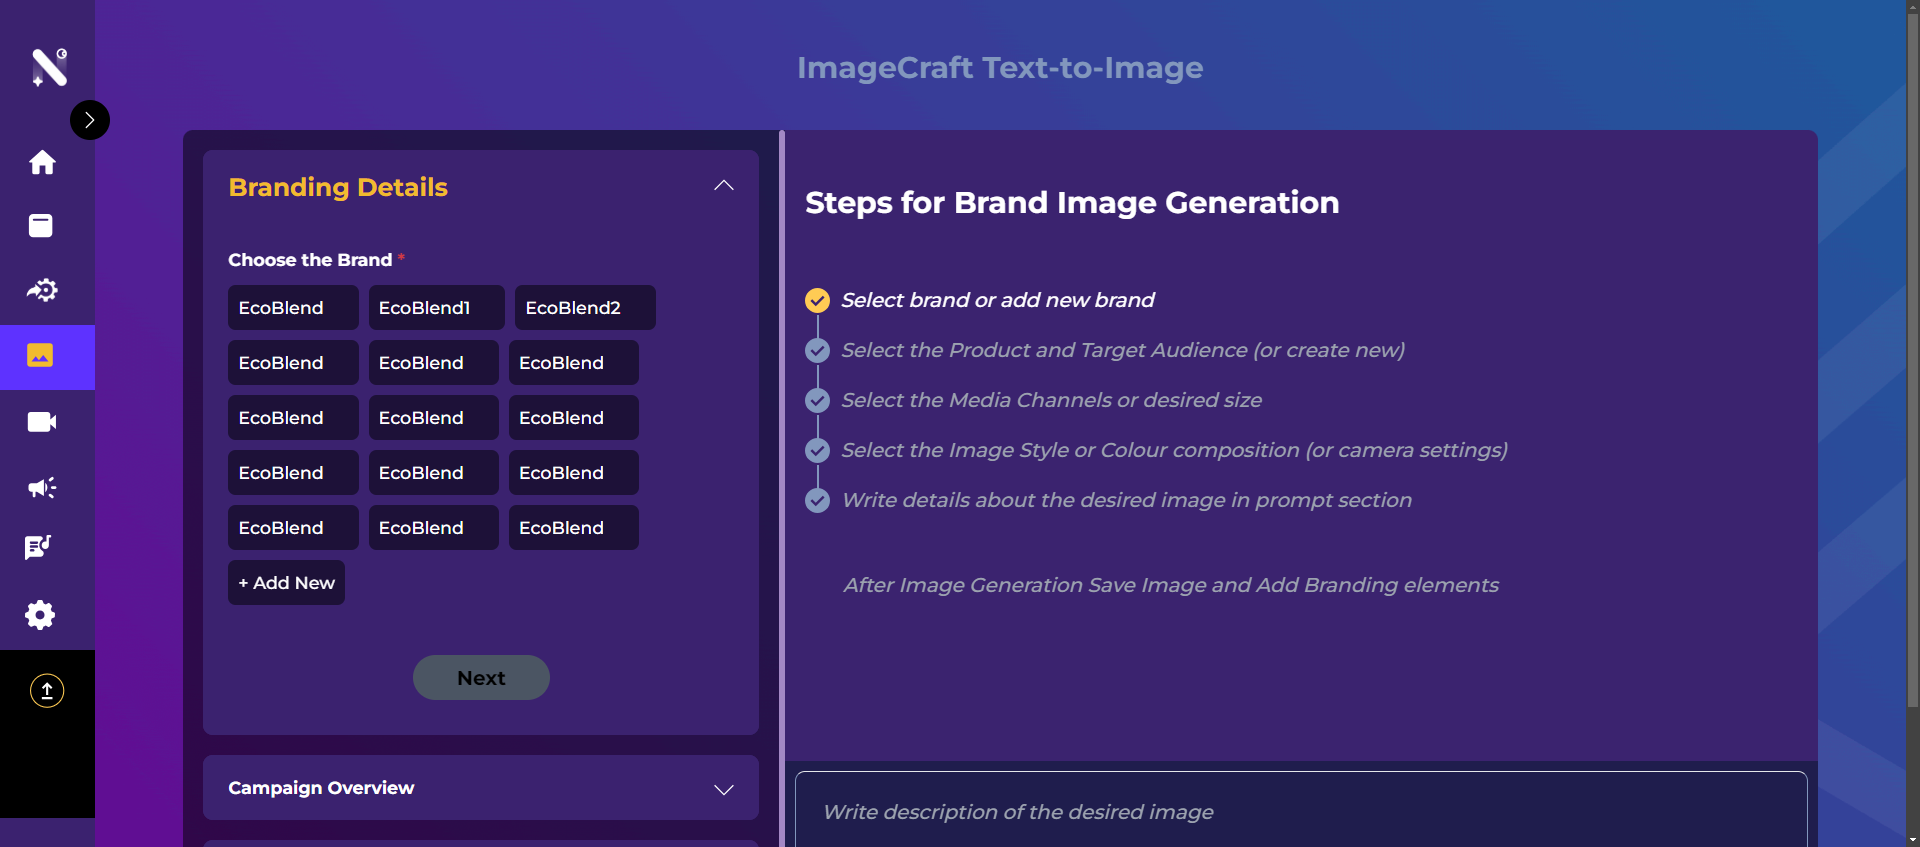 ImageCraft Text-to-Image
Branding Details
Choose the Brand *
EcoBlend EcoBlend1 EcoBlend2
EcoBlend EcoBlend EcoBlend
EcoBlend EcoBlend EcoBlend
EcoBlend EcoBlend EcoBlend
EcoBlend EcoBlend EcoBlend
+ Add New
Next
Campaign Overview
Steps for Brand Image Generation
Select brand or add new brand
Select the Product and Target Audience (or create new)
Select the Media Channels or desired size
Select the Image Style or Colour composition (or camera settings)
Write details about the desired image in prompt section
After Image Generation Save Image and Add Branding elements
Write description of the desired image